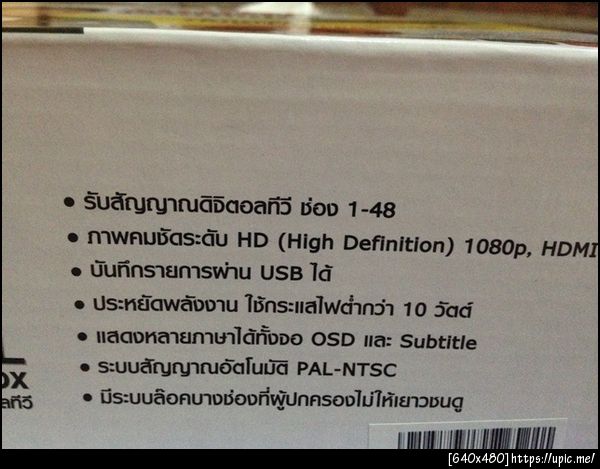 • รับสัญญาณดิจิตอลทีวี ช่อง 1-48
• ภาพคมชัดระดับ HD (High Definition) 1080p, HDMI
• บันทึกรายการผ่าน USB ได้
• ประหยัดพลังงาน ใช้กระแสไฟต่ำกว่า 10 วัตต์
• แสดงหลายภาษาได้ทั้งจอ OSD และ Subtitle
• ระบบสัญญาณอัตโนมัติ PAL-NTSC
• มีระบบล๊อคบางช่องที่ผู้ปกครองไม่ให้เยาวชนดู
L
OX
ลทีวี
[640x480]https://upic.me/